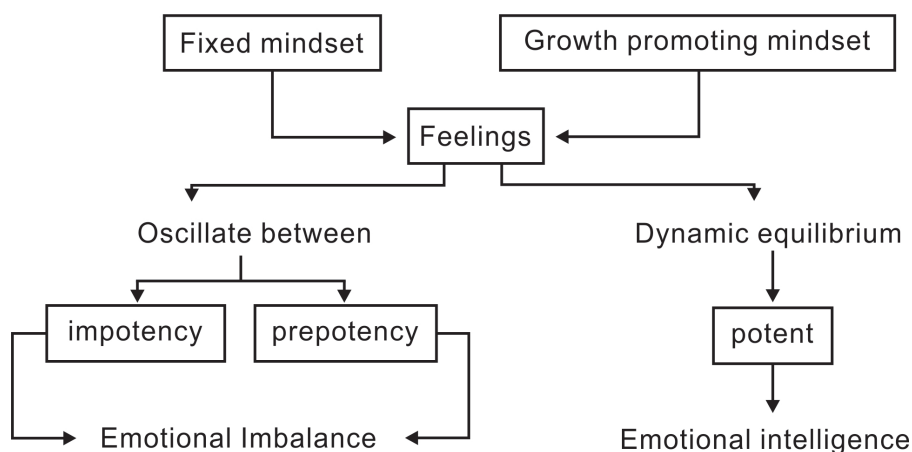 Fixed mindset
Growth promoting mindset
Feelings
Oscillate between
Dynamic equilibrium
impotency
prepotency
potent
Emotional Imbalance
Emotional intelligence